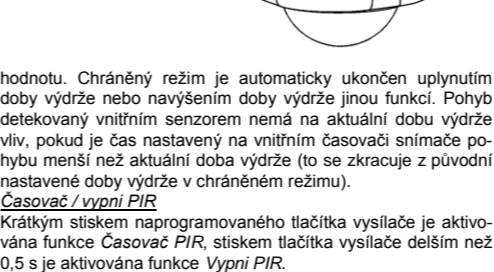 hodnotu. Chráněný režim je automaticky ukončen uplynutím
doby výdrže nebo navýšením doby výdrže jinou funkcí. Pohyb
detekovaný vnitřním senzorem nemá na aktuální dobu výdrže
vliv, pokud je čas nastavený na vnitřním časovači snímače po-
hybu menší než aktuální doba výdrže (to se zkracuje z původní
nastavené doby výdrže v chráněném režimu).
Časovač / vypni PIR
Krátkým stiskem naprogramovaného tlačítka vysílače je aktivo-
vána funkce Časovač PIR, stiskem tlačítka vysílače delším než
0,5 s je aktivována funkce Vypni PIR.